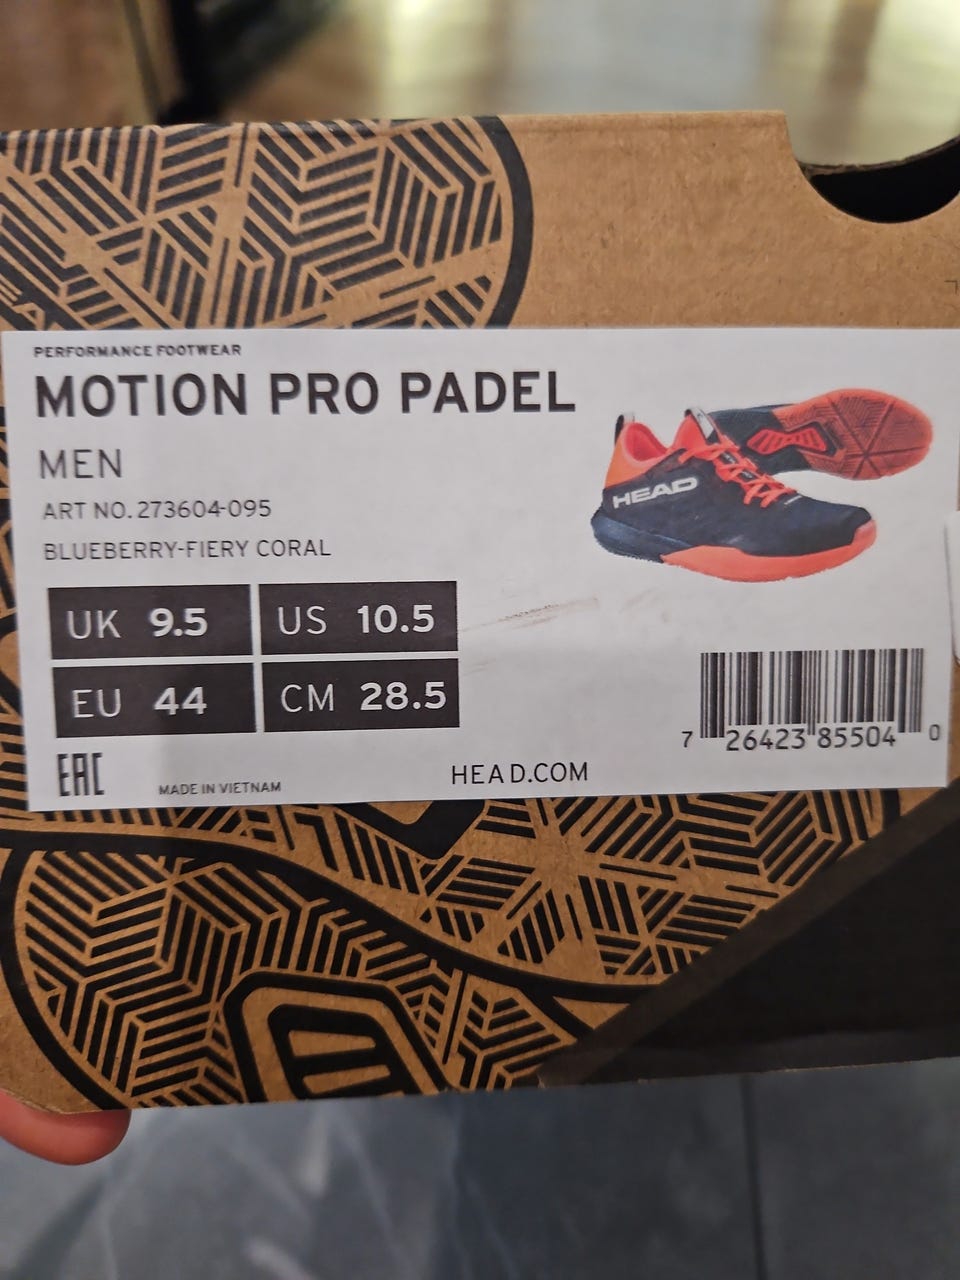 PERFORMANCE FOOTWEAR
MOTION PRO PADEL
MEN
ART NO. 273604-095
BLUEBERRY-FIERY CORAL
HEAD
UK 9.5 US 10.5
EU 44 CM 28.5
7 26423 85504 0
EAC MADE IN VIETNAM HEAD.COM